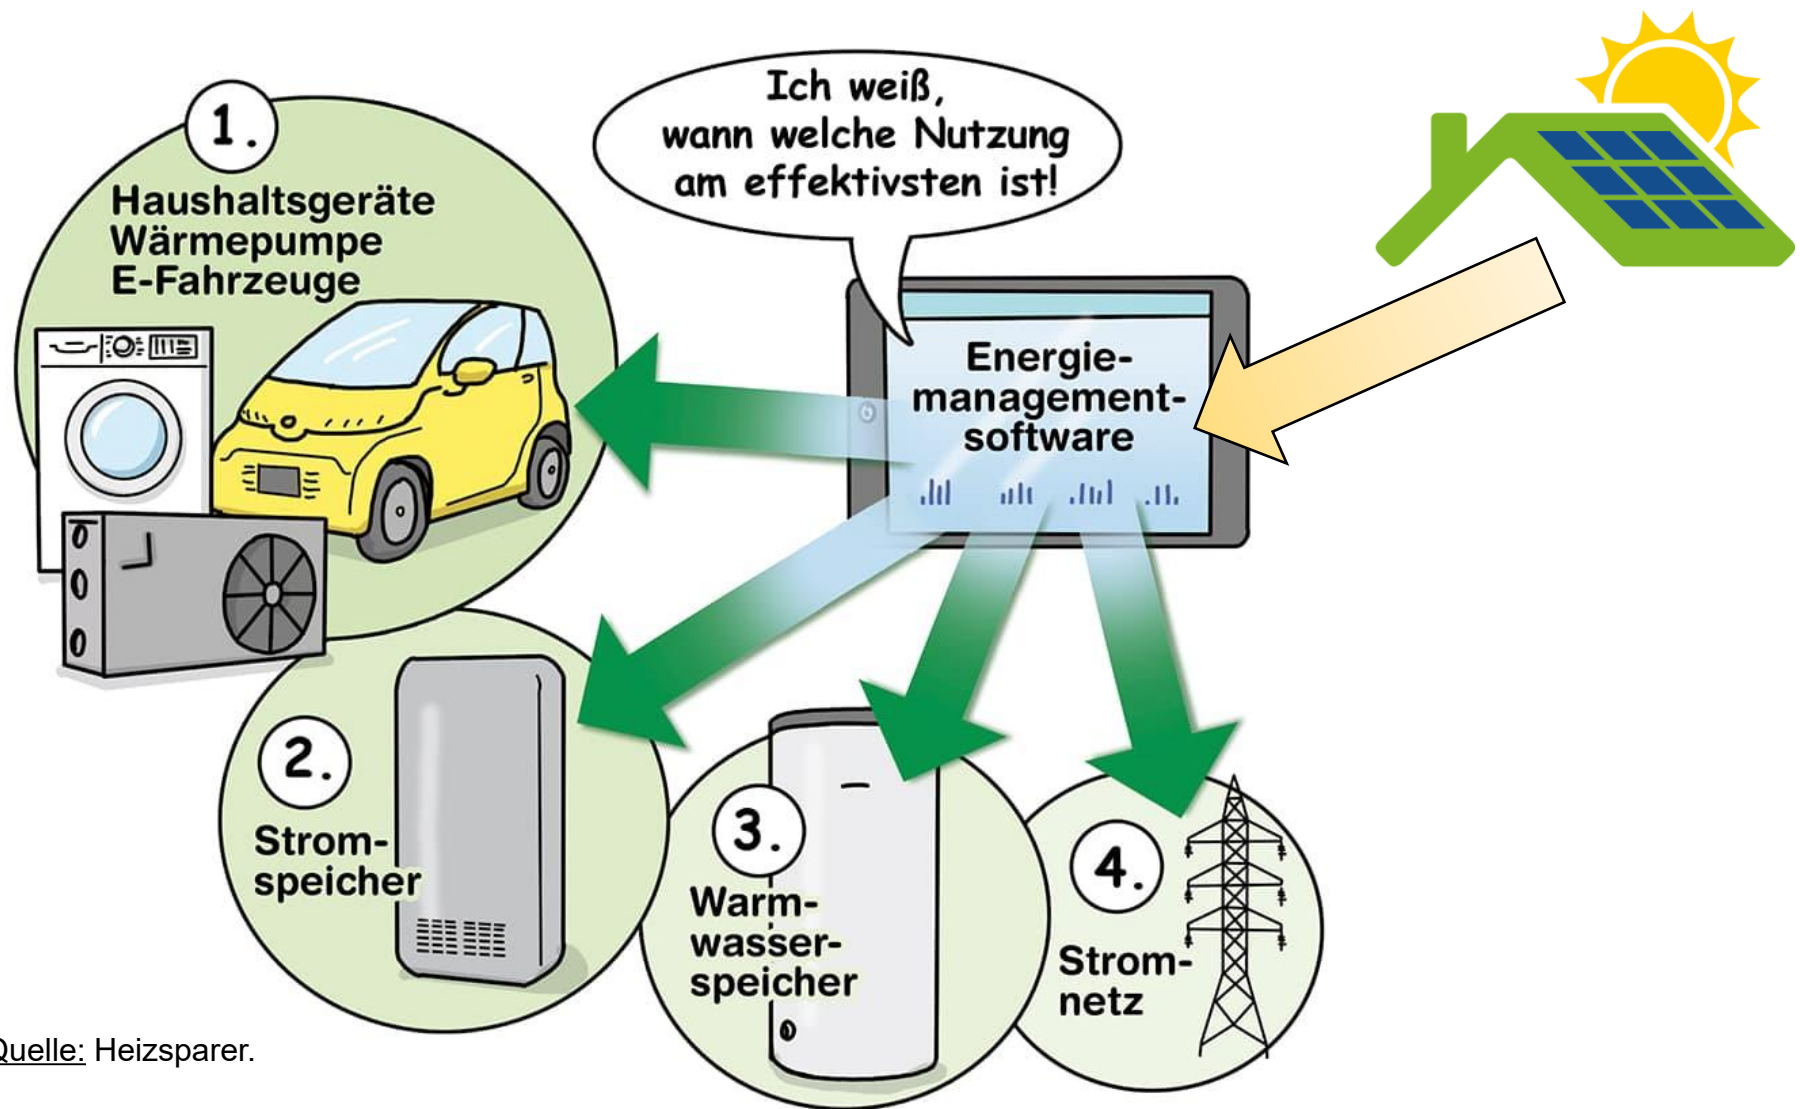 1.
Haushaltsgeräte
Wärmepumpe
E-Fahrzeuge
Ich weiß,
wann welche Nutzung
am effektivsten ist!
Energie-
management-
software
2.
Strom-
speicher
3.
Warm-
wasser-
speicher
4.
Strom-
netz
Quelle: Heizsparer.